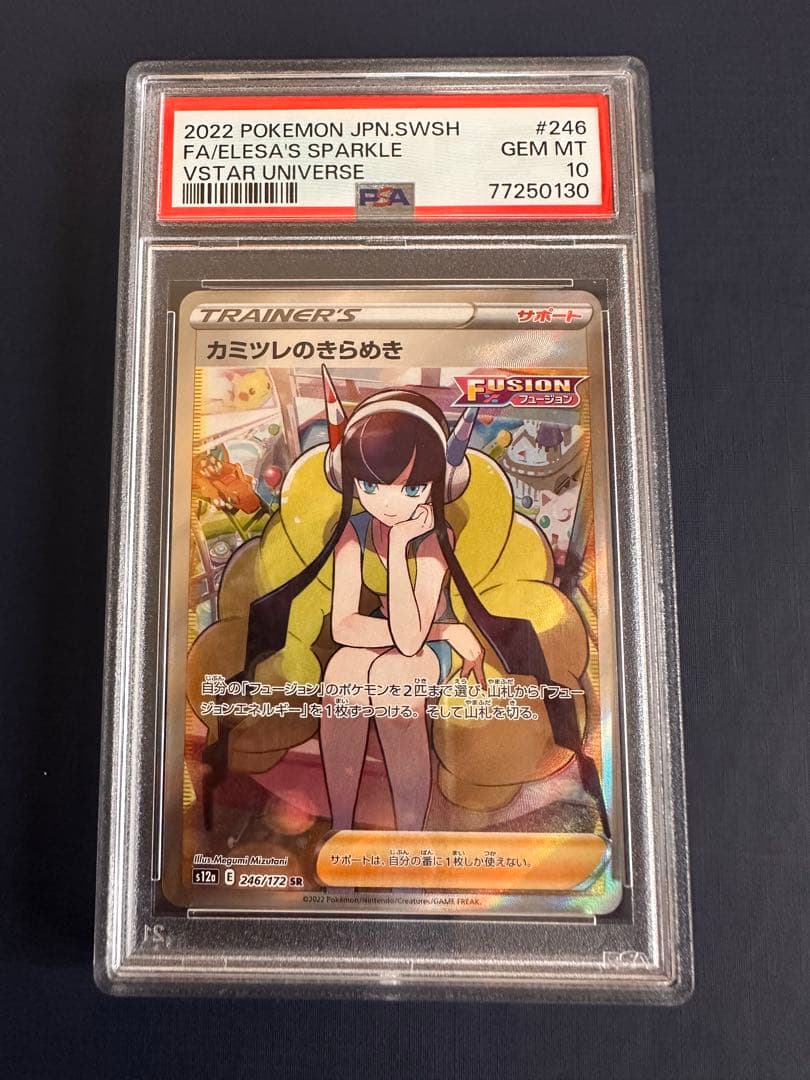 2022 POKEMON JPN.SWSH #246
FA/ELESA'S SPARKLE GEM MT
VSTAR UNIVERSE 10
PSA 77250130
TRAINER'S サポート
カミツレのきらめき
FUSION
フュージョン
自分の「フュージョン」のポケモンを2匹まで選び、山札から「フュー
ジョンエネルギー」を1枚ずつつける。そして山札を切る。
Illus.Megumi Mizutani
サポートは、自分の番に1枚しか使えない。
s12a E 246/172 SR
©2022 Pokémon/Nintendo/Creatures/GAME FREAK.